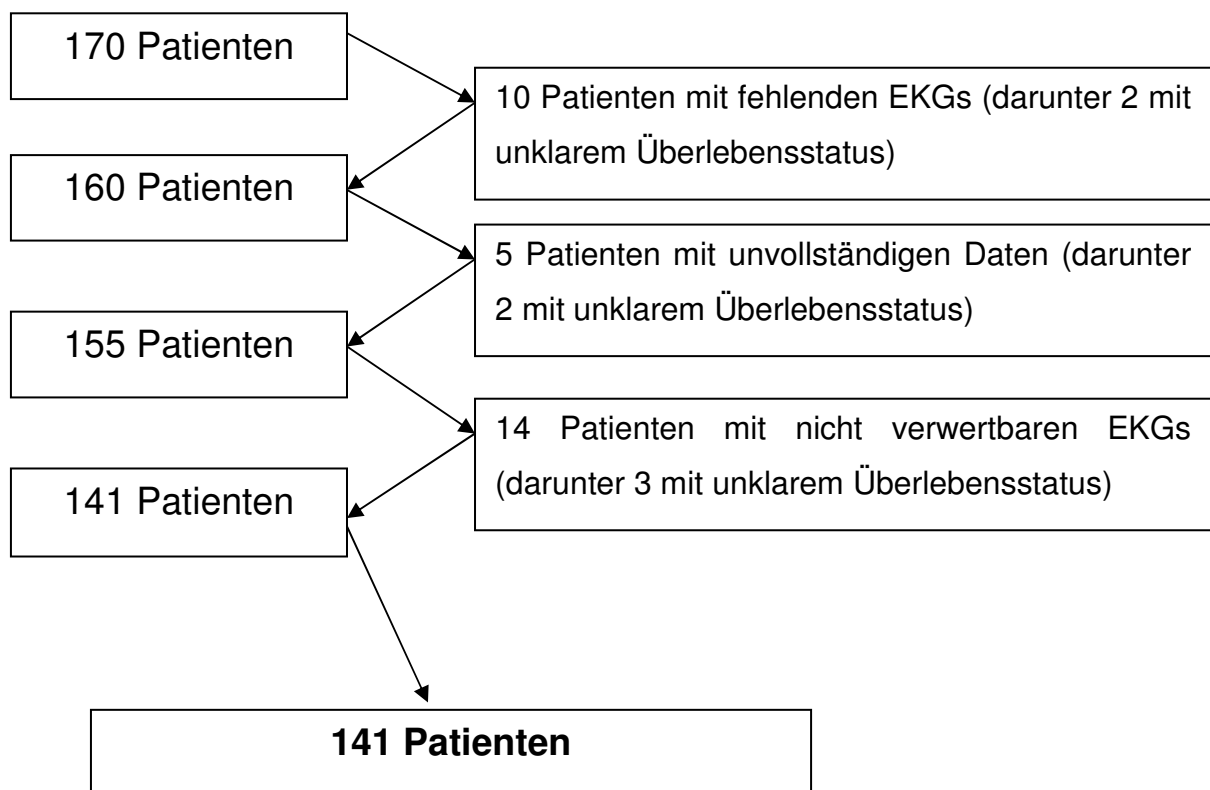 170 Patienten
10 Patienten mit fehlenden EKGs (darunter 2 mit
unklarem Überlebensstatus)
160 Patienten
5 Patienten mit unvollständigen Daten (darunter
2 mit unklarem Überlebensstatus)
155 Patienten
14 Patienten mit nicht verwertbaren EKGs
(darunter 3 mit unklarem Überlebensstatus)
141 Patienten
141 Patienten